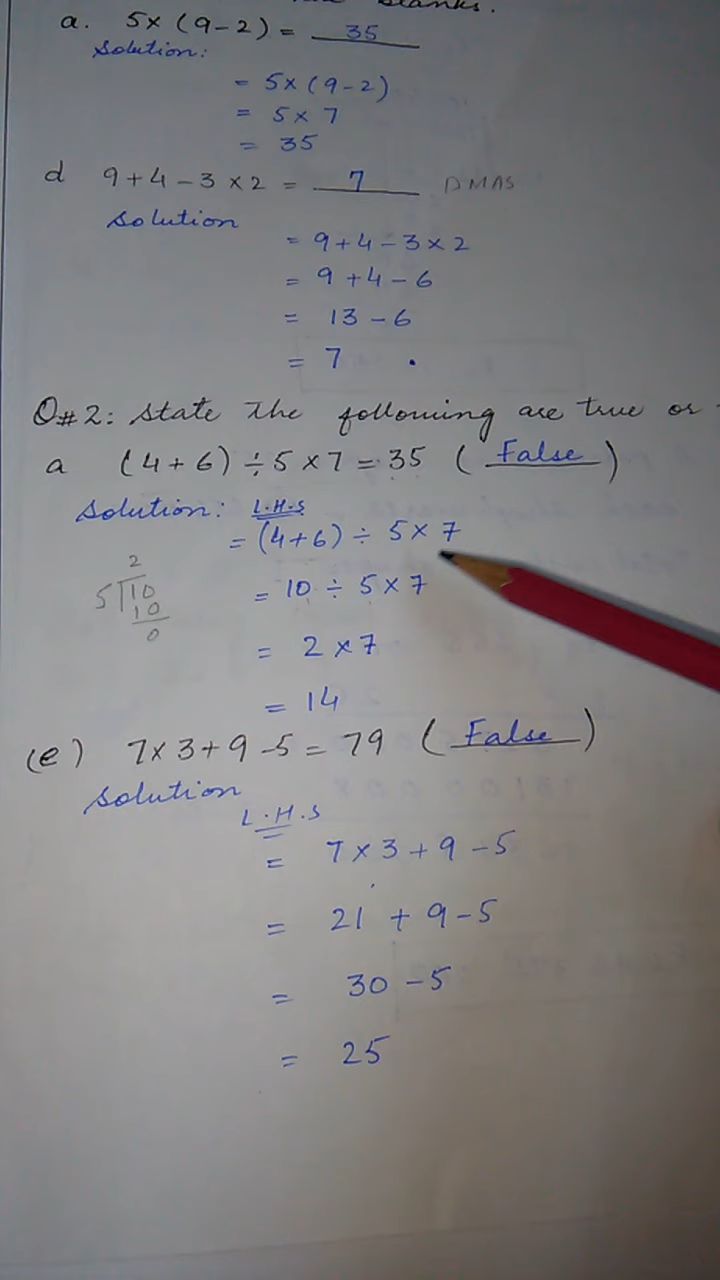 blanks.
a. 5×(9-2) = 35
Solution:
= 5×(9-2)
= 5 × 7
= 35
d 9+4-3×2 = 7 DMAS
Solution
= 9+4-3×2
= 9+4-6
= 13-6
= 7
Q#2: State the following are true or
a (4+6)÷5×7=35 (False)
Solution: L.H.S
= (4+6) ÷ 5×7
2
5 10
= 10 ÷ 5×7
10
0
= 2×7
= 14
(e) 7×3+9-5=79 (False)
Solution
L.H.S
= 7×3+9-5
= 21+9-5
= 30-5
= 25